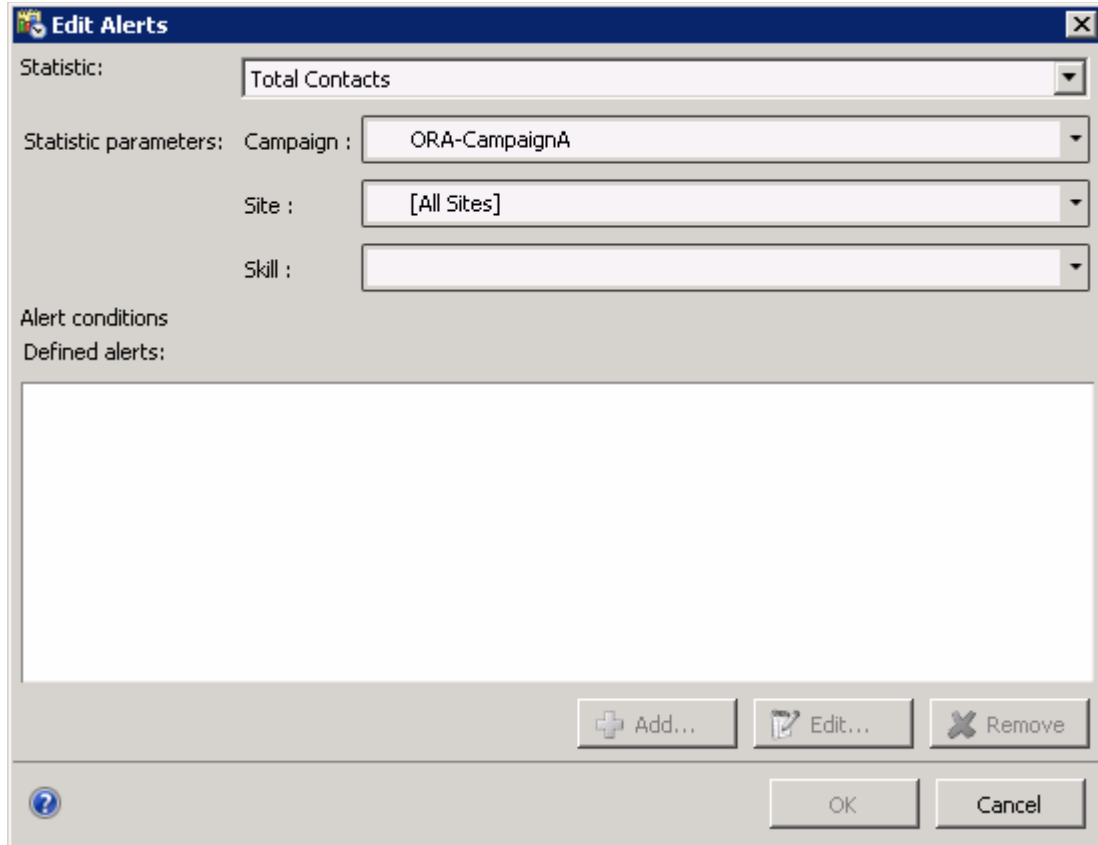 Edit Alerts
Statistic: Total Contacts
Statistic parameters: Campaign : ORA-CampaignA
Site : [All Sites]
Skill :
Alert conditions
Defined alerts:
Add... Edit... Remove
? OK Cancel